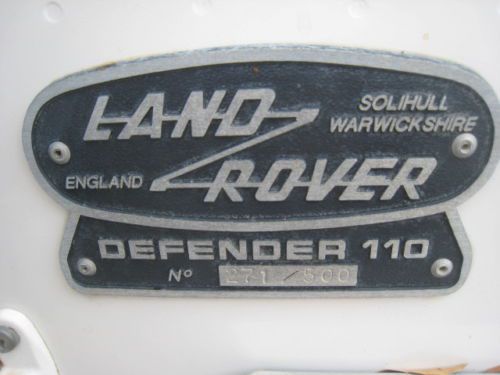 LAND
SOLIHULL
WARWICKSHIRE
ENGLAND
ROVER
DEFENDER 110
Nº 271 / 500